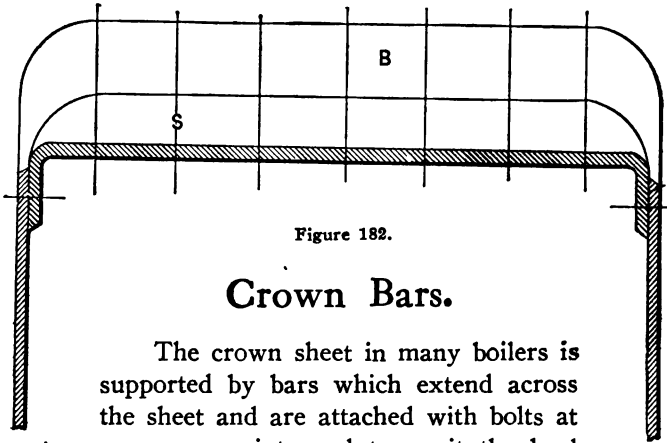 B
S
Figure 182.
Crown Bars.
The crown sheet in many boilers is
supported by bars which extend across
the sheet and are attached with bolts at